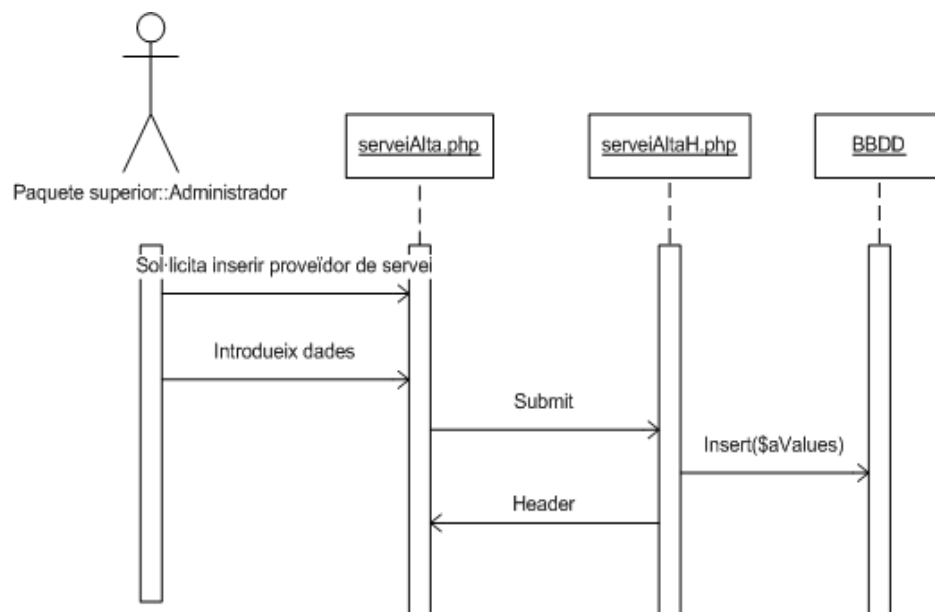 serveiAlta.php
serveiAltaH.php
BBDD
Paquete superior::Administrador
Sol·licita inserir proveïdor de servei
Introdueix dades
Submit
Insert($aValues)
Header